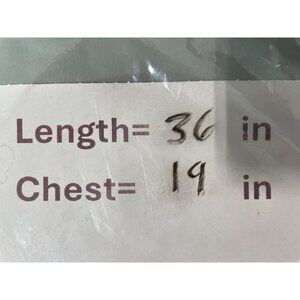 Length= 36 in
Chest= 19 in